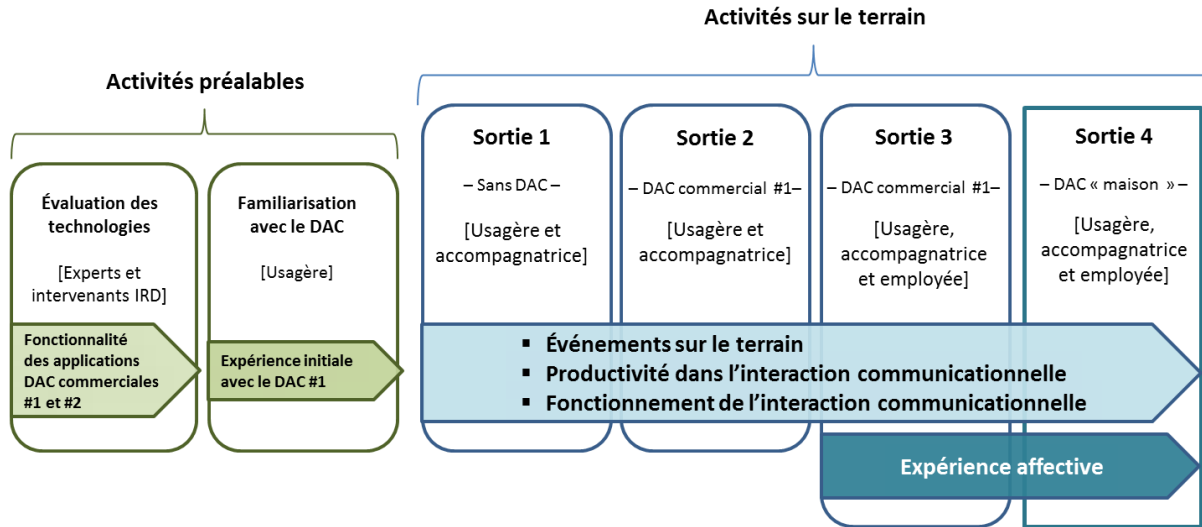 Activités sur le terrain
Activités préalables
Évaluation des
technologies
[Experts et
intervenants IRD]
Fonctionnalité
des applications
DAC commerciales
#1 et #2
Familiarisation
avec le DAC
[Usagère]
Expérience initiale
avec le DAC #1
Sortie 1
– Sans DAC –
[Usagère et
accompagnatrice]
Sortie 2
– DAC commercial #1–
[Usagère et
accompagnatrice]
Sortie 3
– DAC commercial #1–
[Usagère,
accompagnatrice
et employée]
Sortie 4
– DAC « maison » –
[Usagère,
accompagnatrice
et employée]
▪ Événements sur le terrain
▪ Productivité dans l’interaction communicationnelle
▪ Fonctionnement de l’interaction communicationnelle
Expérience affective